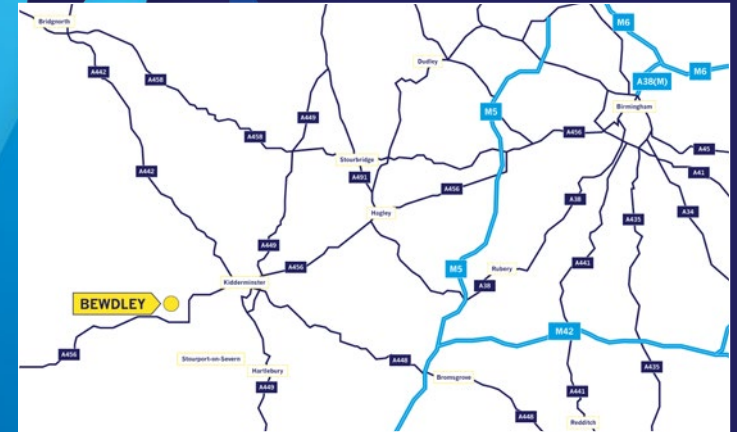 Bridgnorth
M6
Dudley
A442
A458
M6
A38(M)
Birmingham
M5
A449
A458
A456
A45
Stourbridge
A442
A491
A456
A41
A38
A34
Hagley
A435
A449
A456
M5
Rubery
A441
Kidderminster
A38
BEWDLEY
M42
A456
Stourport-on-Severn
A448
Hartlebury
A435
Bromsgrove
A449
A441
A448
Redditch